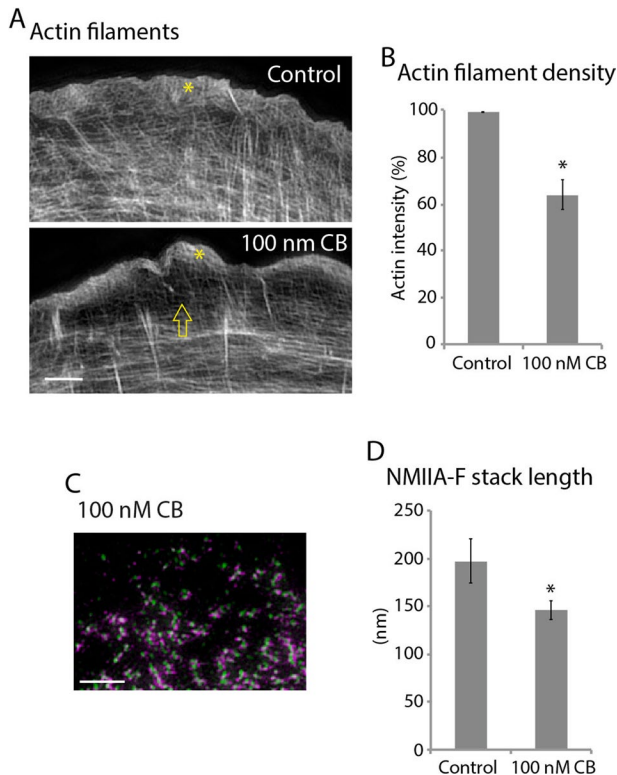 A
Actin filaments
Control
*
100 nm CB
*
B
Actin filament density
Actin intensity (%)
100
80
60
40
20
0
*
Control
100 nM CB
C
100 nM CB
D
NMIIA-F stack length
(nm)
250
200
150
100
50
0
*
Control
100 nM CB